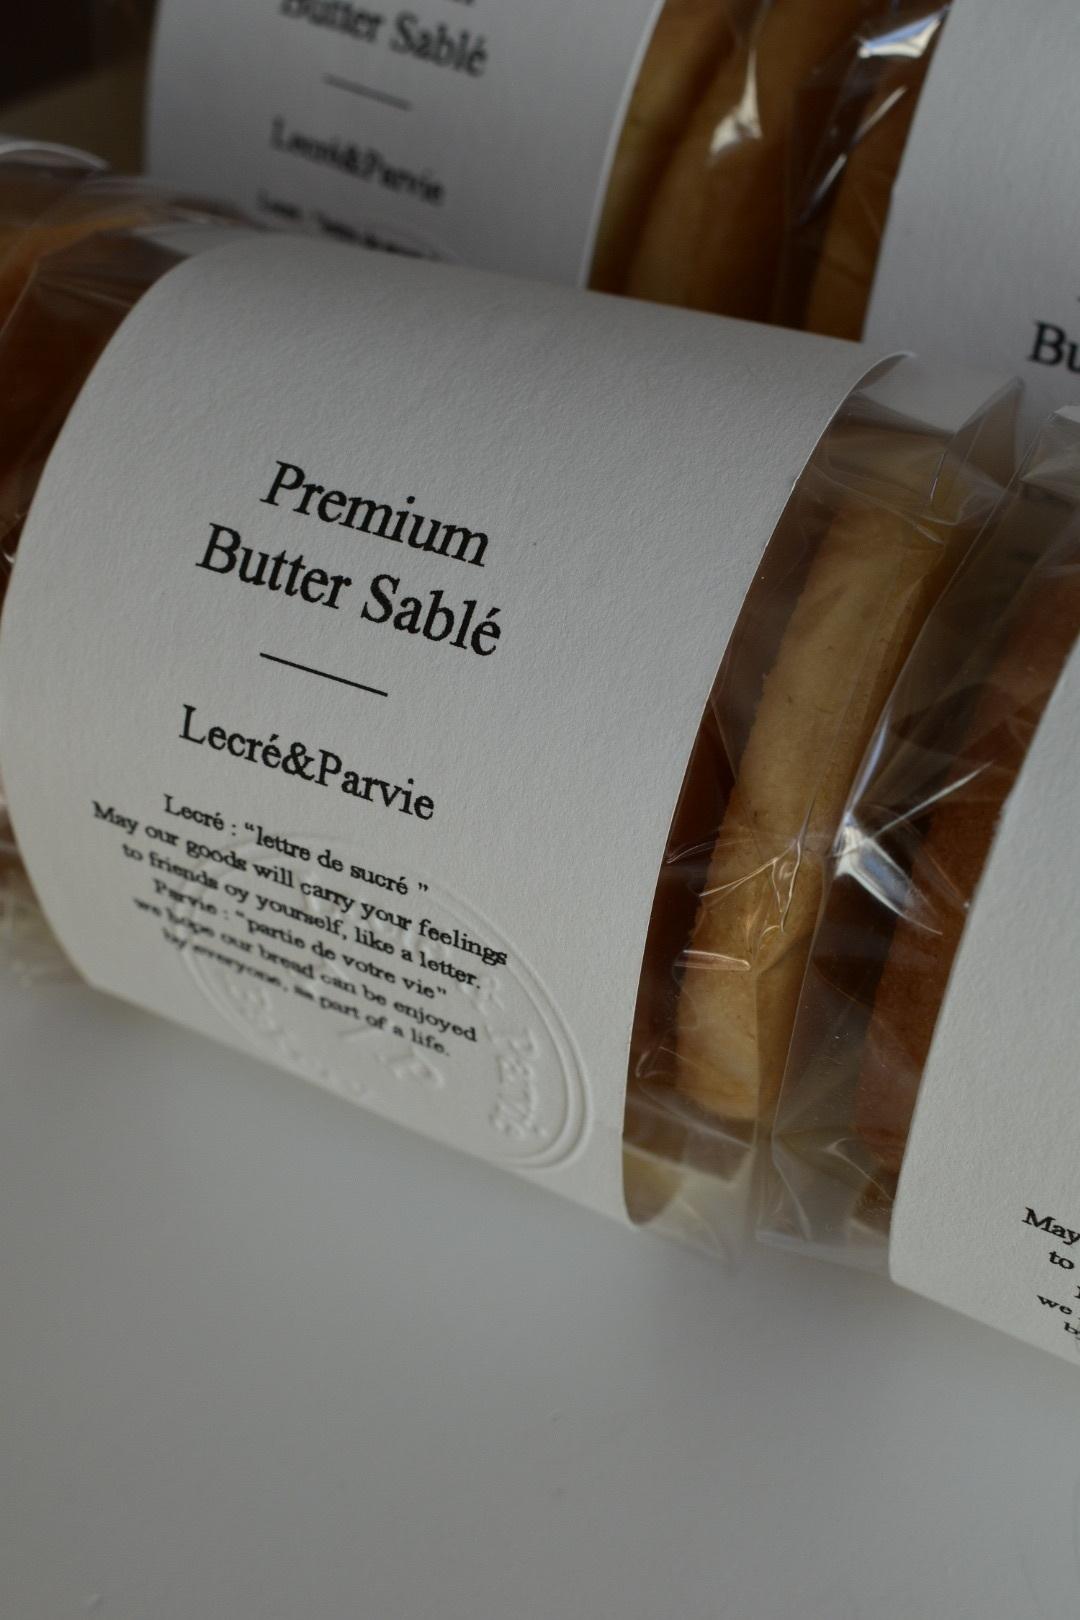 Butter Sablé
Lecré&Parvie
Bu
Premium
Butter Sablé
Lecré&Parvie
Lecré : “lettre de sucré ”
May our goods will carry your feelings
to friends oy yourself, like a letter.
Parvie : “partie de votre vie”
we hope our bread can be enjoyed
by everyone, as part of a life.
May
to
we